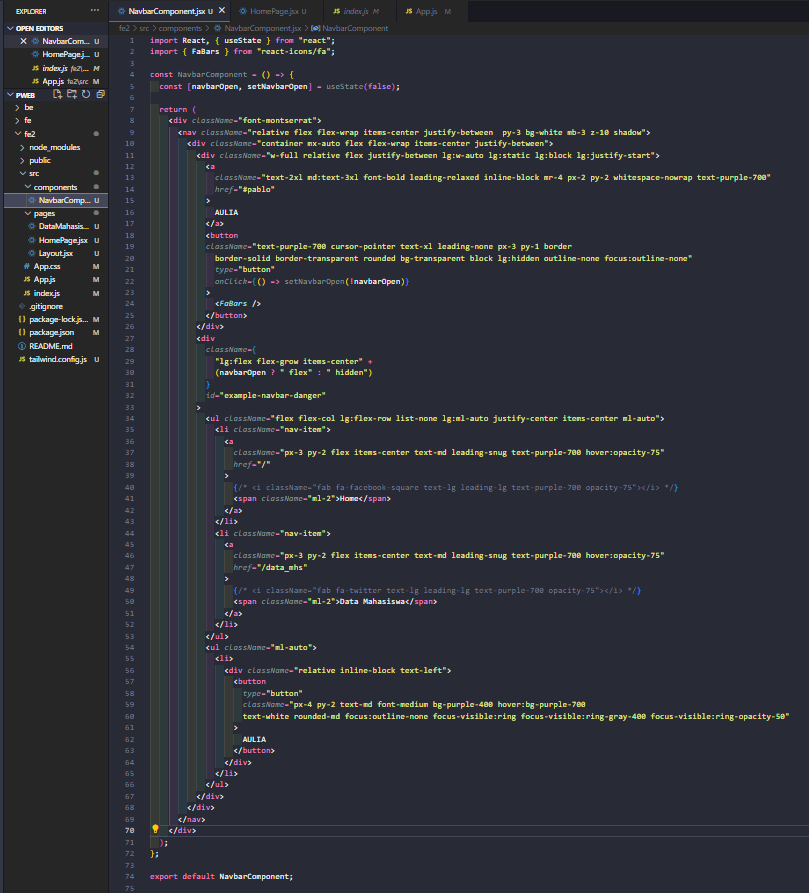 EXPLORER ···
OPEN EDITORS
NavbarCom... U
HomePage.j... U
index.js fe2\... M
App.js fe2\src M
PWEB
be
fe
fe2
node_modules
public
src
components
NavbarComp... U
pages
DataMahasis... U
HomePage.jsx U
Layout.jsx U
App.css M
App.js M
index.js M
.gitignore
package-lock.js... M
package.json M
README.md
tailwind.config.js U
NavbarComponent.jsx U HomePage.jsx U index.js M App.js M
fe2 > src > components > NavbarComponent.jsx > NavbarComponent
1 import React, { useState } from "react";
2 import { FaBars } from "react-icons/fa";
3
4 const NavbarComponent = () => {
5 const [navbarOpen, setNavbarOpen] = useState(false);
6
7 return (
8 <div className="font-montserrat">
9 <nav className="relative flex flex-wrap items-center justify-between  py-3 bg-white mb-3 z-10 shadow">
10 <div className="container mx-auto flex flex-wrap items-center justify-between">
11 <div className="w-full relative flex justify-between lg:w-auto lg:static lg:block lg:justify-start">
12 <a
13 className="text-2xl md:text-3xl font-bold leading-relaxed inline-block mr-4 px-2 py-2 whitespace-nowrap text-purple-700"
14 href="#pablo"
15 >
16 AULIA
17 </a>
18 <button
19 className="text-purple-700 cursor-pointer text-xl leading-none px-3 py-1 border
20 border-solid border-transparent rounded bg-transparent block lg:hidden outline-none focus:outline-none"
21 type="button"
22 onClick={() => setNavbarOpen(!navbarOpen)}
23 >
24 <FaBars />
25 </button>
26 </div>
27 <div
28 className={
29 "lg:flex flex-grow items-center" +
30 (navbarOpen ? " flex" : " hidden")
31 }
32 id="example-navbar-danger"
33 >
34 <ul className="flex flex-col lg:flex-row list-none lg:ml-auto justify-center items-center ml-auto">
35 <li className="nav-item">
36 <a
37 className="px-3 py-2 flex items-center text-md leading-snug text-purple-700 hover:opacity-75"
38 href="/"
39 >
40 {/* <i className="fab fa-facebook-square text-lg leading-lg text-purple-700 opacity-75"></i> */}
41 <span className="ml-2">Home</span>
42 </a>
43 </li>
44 <li className="nav-item">
45 <a
46 className="px-3 py-2 flex items-center text-md leading-snug text-purple-700 hover:opacity-75"
47 href="/data_mhs"
48 >
49 {/* <i className="fab fa-twitter text-lg leading-lg text-purple-700 opacity-75"></i> */}
50 <span className="ml-2">Data Mahasiswa</span>
51 </a>
52 </li>
53 </ul>
54 <ul className="ml-auto">
55 <li>
56 <div className="relative inline-block text-left">
57 <button
58 type="button"
59 className="px-4 py-2 text-md font-medium bg-purple-400 hover:bg-purple-700
60 text-white rounded-md focus:outline-none focus-visible:ring focus-visible:ring-gray-400 focus-visible:ring-opacity-50"
61 >
62 AULIA
63 </button>
64 </div>
65 </li>
66 </ul>
67 </div>
68 </div>
69 </nav>
70 </div>
71 );
72 };
73
74 export default NavbarComponent;
75